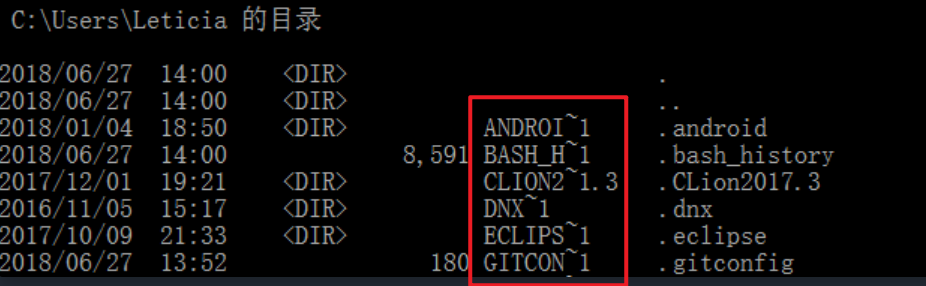 C:\Users\Leticia 的目录
2018/06/27 14:00 <DIR> .
2018/06/27 14:00 <DIR> ..
2018/01/04 18:50 <DIR> ANDROI~1 .android
2018/06/27 14:00 8,591 BASH_H~1 .bash_history
2017/12/01 19:21 <DIR> CLION2~1.3 .CLion2017.3
2016/11/05 15:17 <DIR> DNX~1 .dnx
2017/10/09 21:33 <DIR> ECLIPS~1 .eclipse
2018/06/27 13:52 180 GITCON~1 .gitconfig